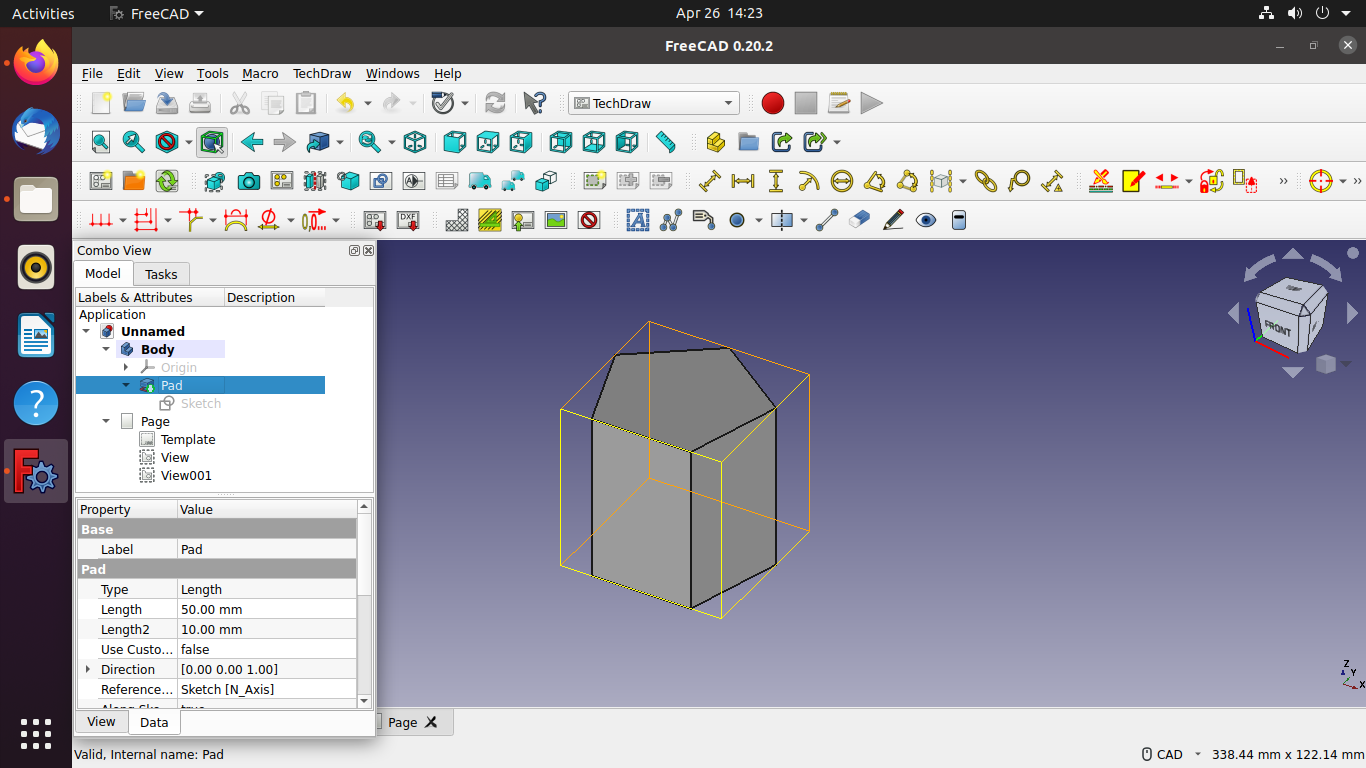 Activities
FreeCAD
Apr 26 14:23
FreeCAD 0.20.2
File Edit View Tools Macro TechDraw Windows Help
TechDraw
DXF
Combo View
Model Tasks
Labels & Attributes Description
Application
Unnamed
Body
Origin
Pad
Sketch
Page
Template
View
View001
Property Value
Base
Label Pad
Pad
Type Length
Length 50.00 mm
Length2 10.00 mm
Use Custo... false
Direction [0.00 0.00 1.00]
Reference... Sketch [N_Axis]
View Data
Page
FRONT
Z
Y
X
Valid, Internal name: Pad
CAD
338.44 mm x 122.14 mm